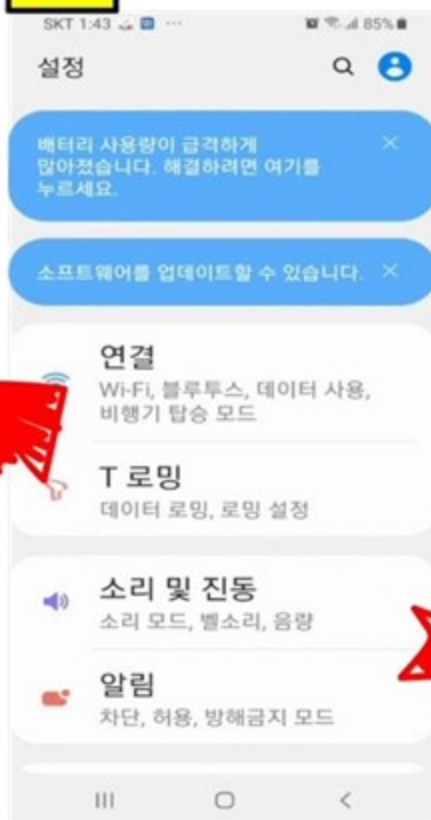 SKT 1:43 ··· 85%
설정
배터리 사용량이 급격하게
많아졌습니다. 해결하려면 여기를
누르세요.
소프트웨어를 업데이트할 수 있습니다.
연결
Wi-Fi, 블루투스, 데이터 사용,
비행기 탑승 모드
T 로밍
데이터 로밍, 로밍 설정
소리 및 진동
소리 모드, 벨소리, 음량
알림
차단, 허용, 방해금지 모드